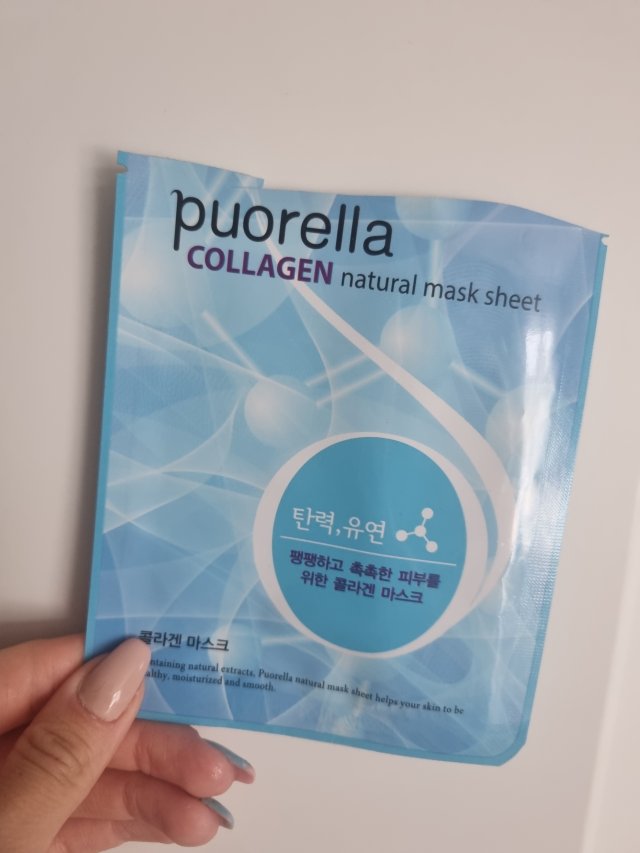 puorella
COLLAGEN natural mask sheet
탄력,유연
팽팽하고 촉촉한 피부를
위한 콜라겐 마스크
콜라겐 마스크
natural extracts, Puorella natural mask sheet helps your skin to be
moisturized and smooth.